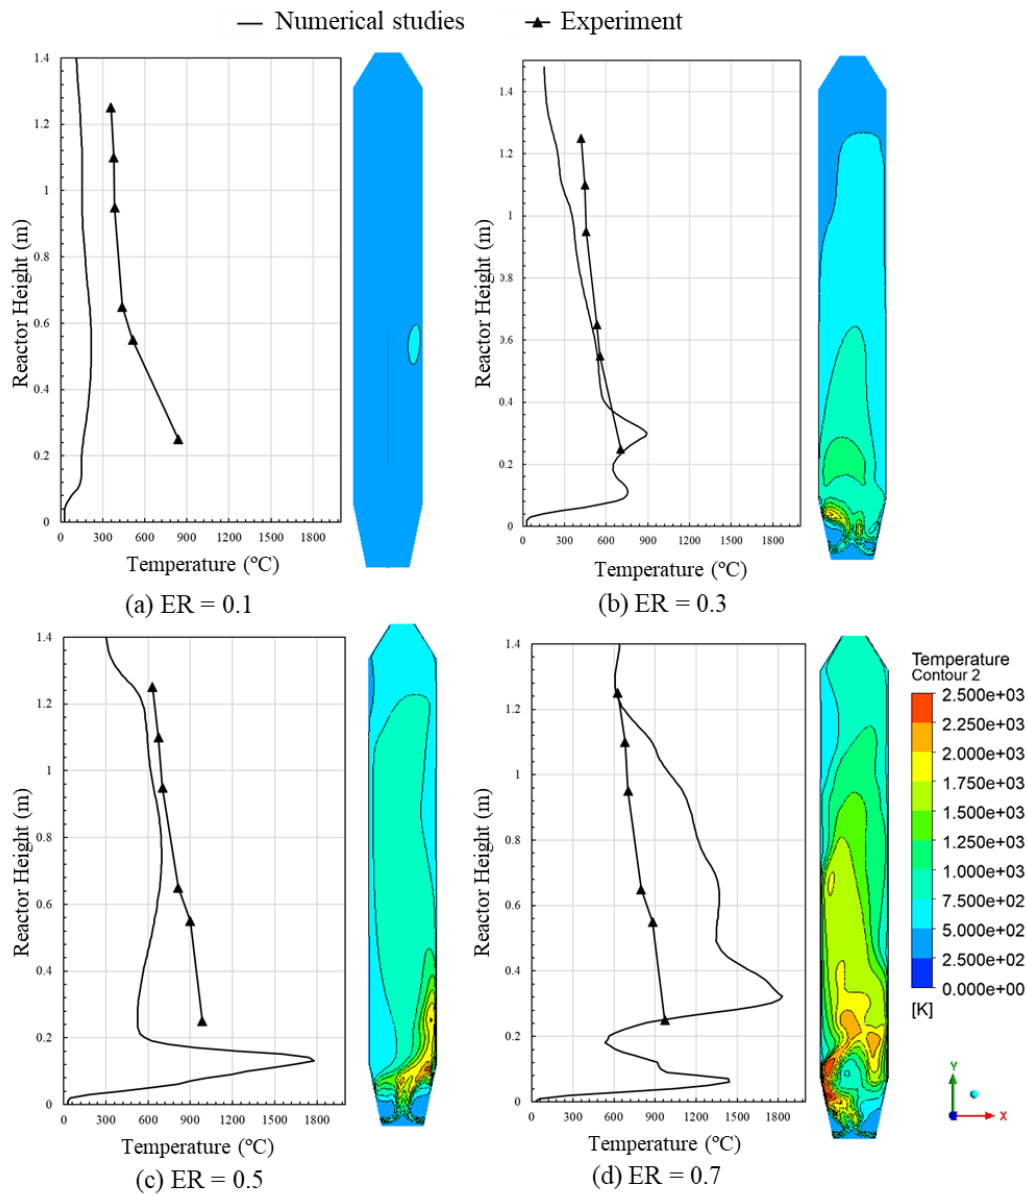 Numerical studies
Experiment
1.4
1.2
1
0.8
0.6
0.4
0.2
0
Reactor Height (m)
0 300 600 900 1200 1500 1800
Temperature (ºC)
(a) ER = 0.1
1.4
1.2
1
0.8
0.6
0.4
0.2
0
Reactor Height (m)
0 300 600 900 1200 1500 1800
Temperature (ºC)
(b) ER = 0.3
1.4
1.2
1
0.8
0.6
0.4
0.2
0
Reactor Height (m)
0 300 600 900 1200 1500 1800
Temperature (ºC)
(c) ER = 0.5
1.4
1.2
1
0.8
0.6
0.4
0.2
0
Reactor Height (m)
0 300 600 900 1200 1500 1800
Temperature (ºC)
(d) ER = 0.7
Temperature
Contour 2
2.500e+03
2.250e+03
2.000e+03
1.750e+03
1.500e+03
1.250e+03
1.000e+03
7.500e+02
5.000e+02
2.500e+02
0.000e+00
[K]
Y
X